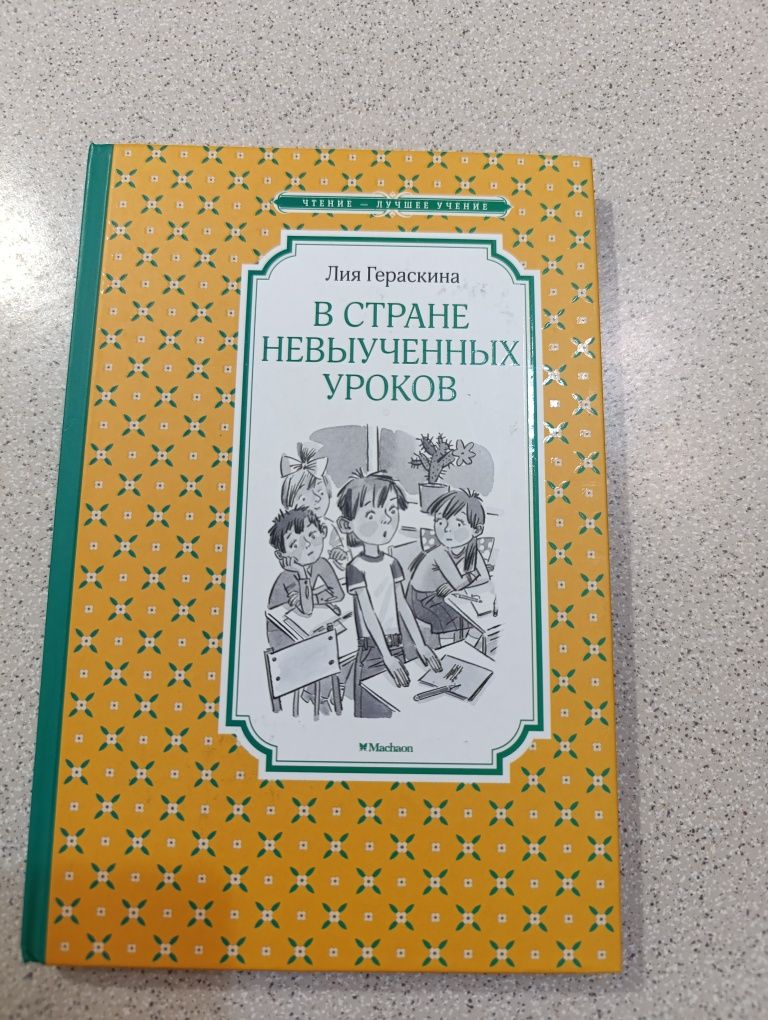 ЧТЕНИЕ — ЛУЧШЕЕ УЧЕНИЕ
Лия Гераскина
В СТРАНЕ
НЕВЫУЧЕННЫХ
УРОКОВ
Machaon